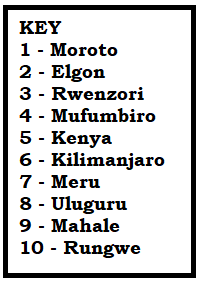 KEY
1 - Moroto
2 - Elgon
3 - Rwenzori
4 - Mufumbiro
5 - Kenya
6 - Kilimanjaro
7 - Meru
8 - Uluguru
9 - Mahale
10 - Rungwe